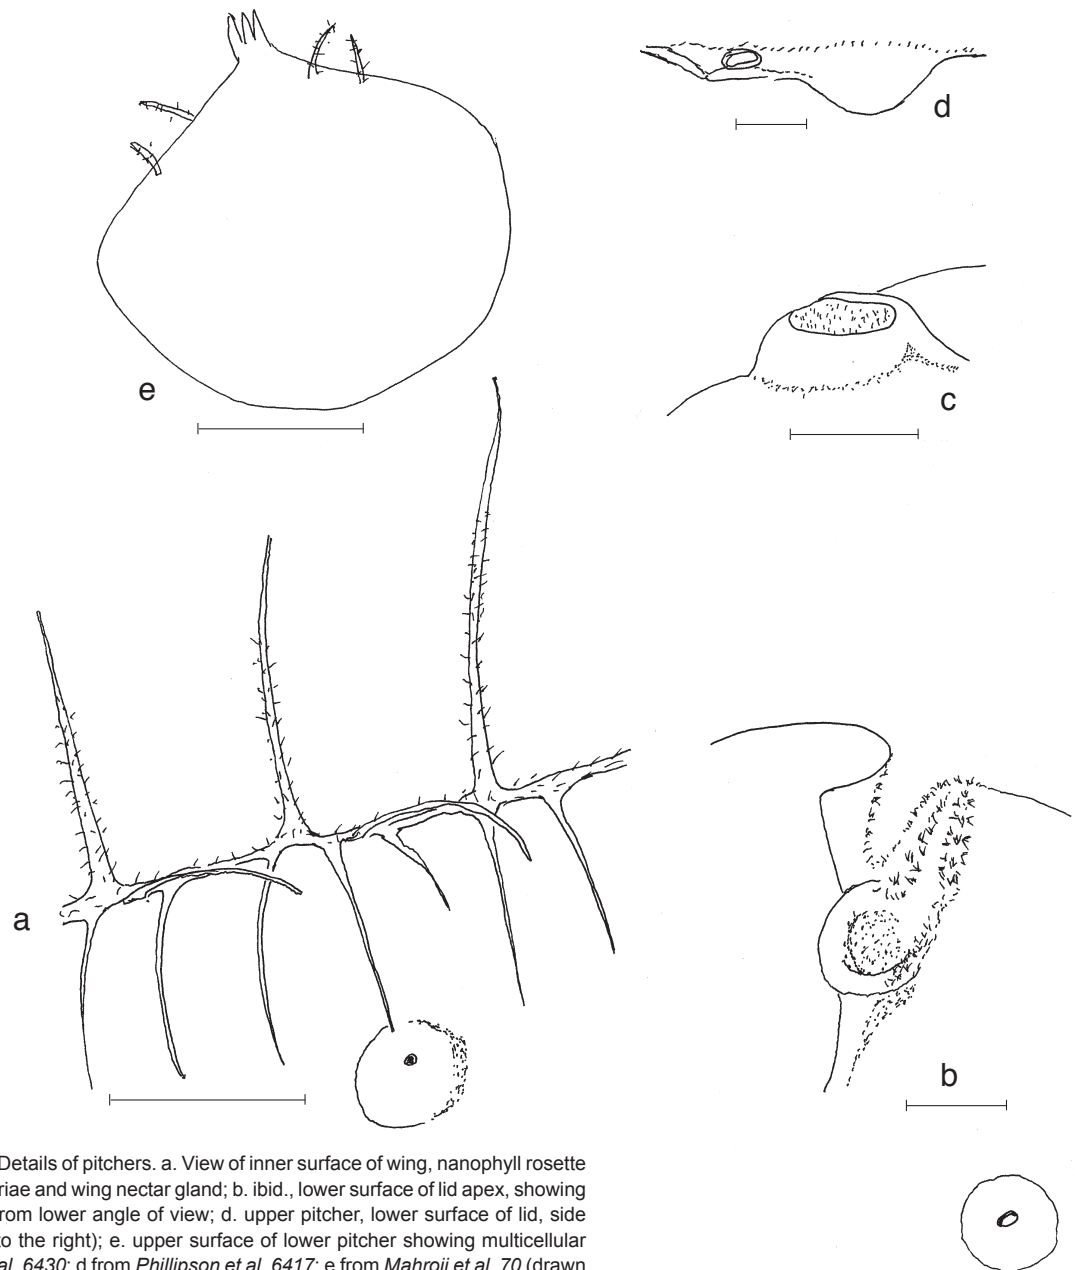 d
e
c
a
b
Details of pitchers. a. View of inner surface of wing, nanophyll rosette
riae and wing nectar gland; b. ibid., lower surface of lid apex, showing
from lower angle of view; d. upper pitcher, lower surface of lid, side
to the right); e. upper surface of lower pitcher showing multicellular
al. 6430; d from Phillipson et al. 6417; e from Mahroji et al. 70 (drawn